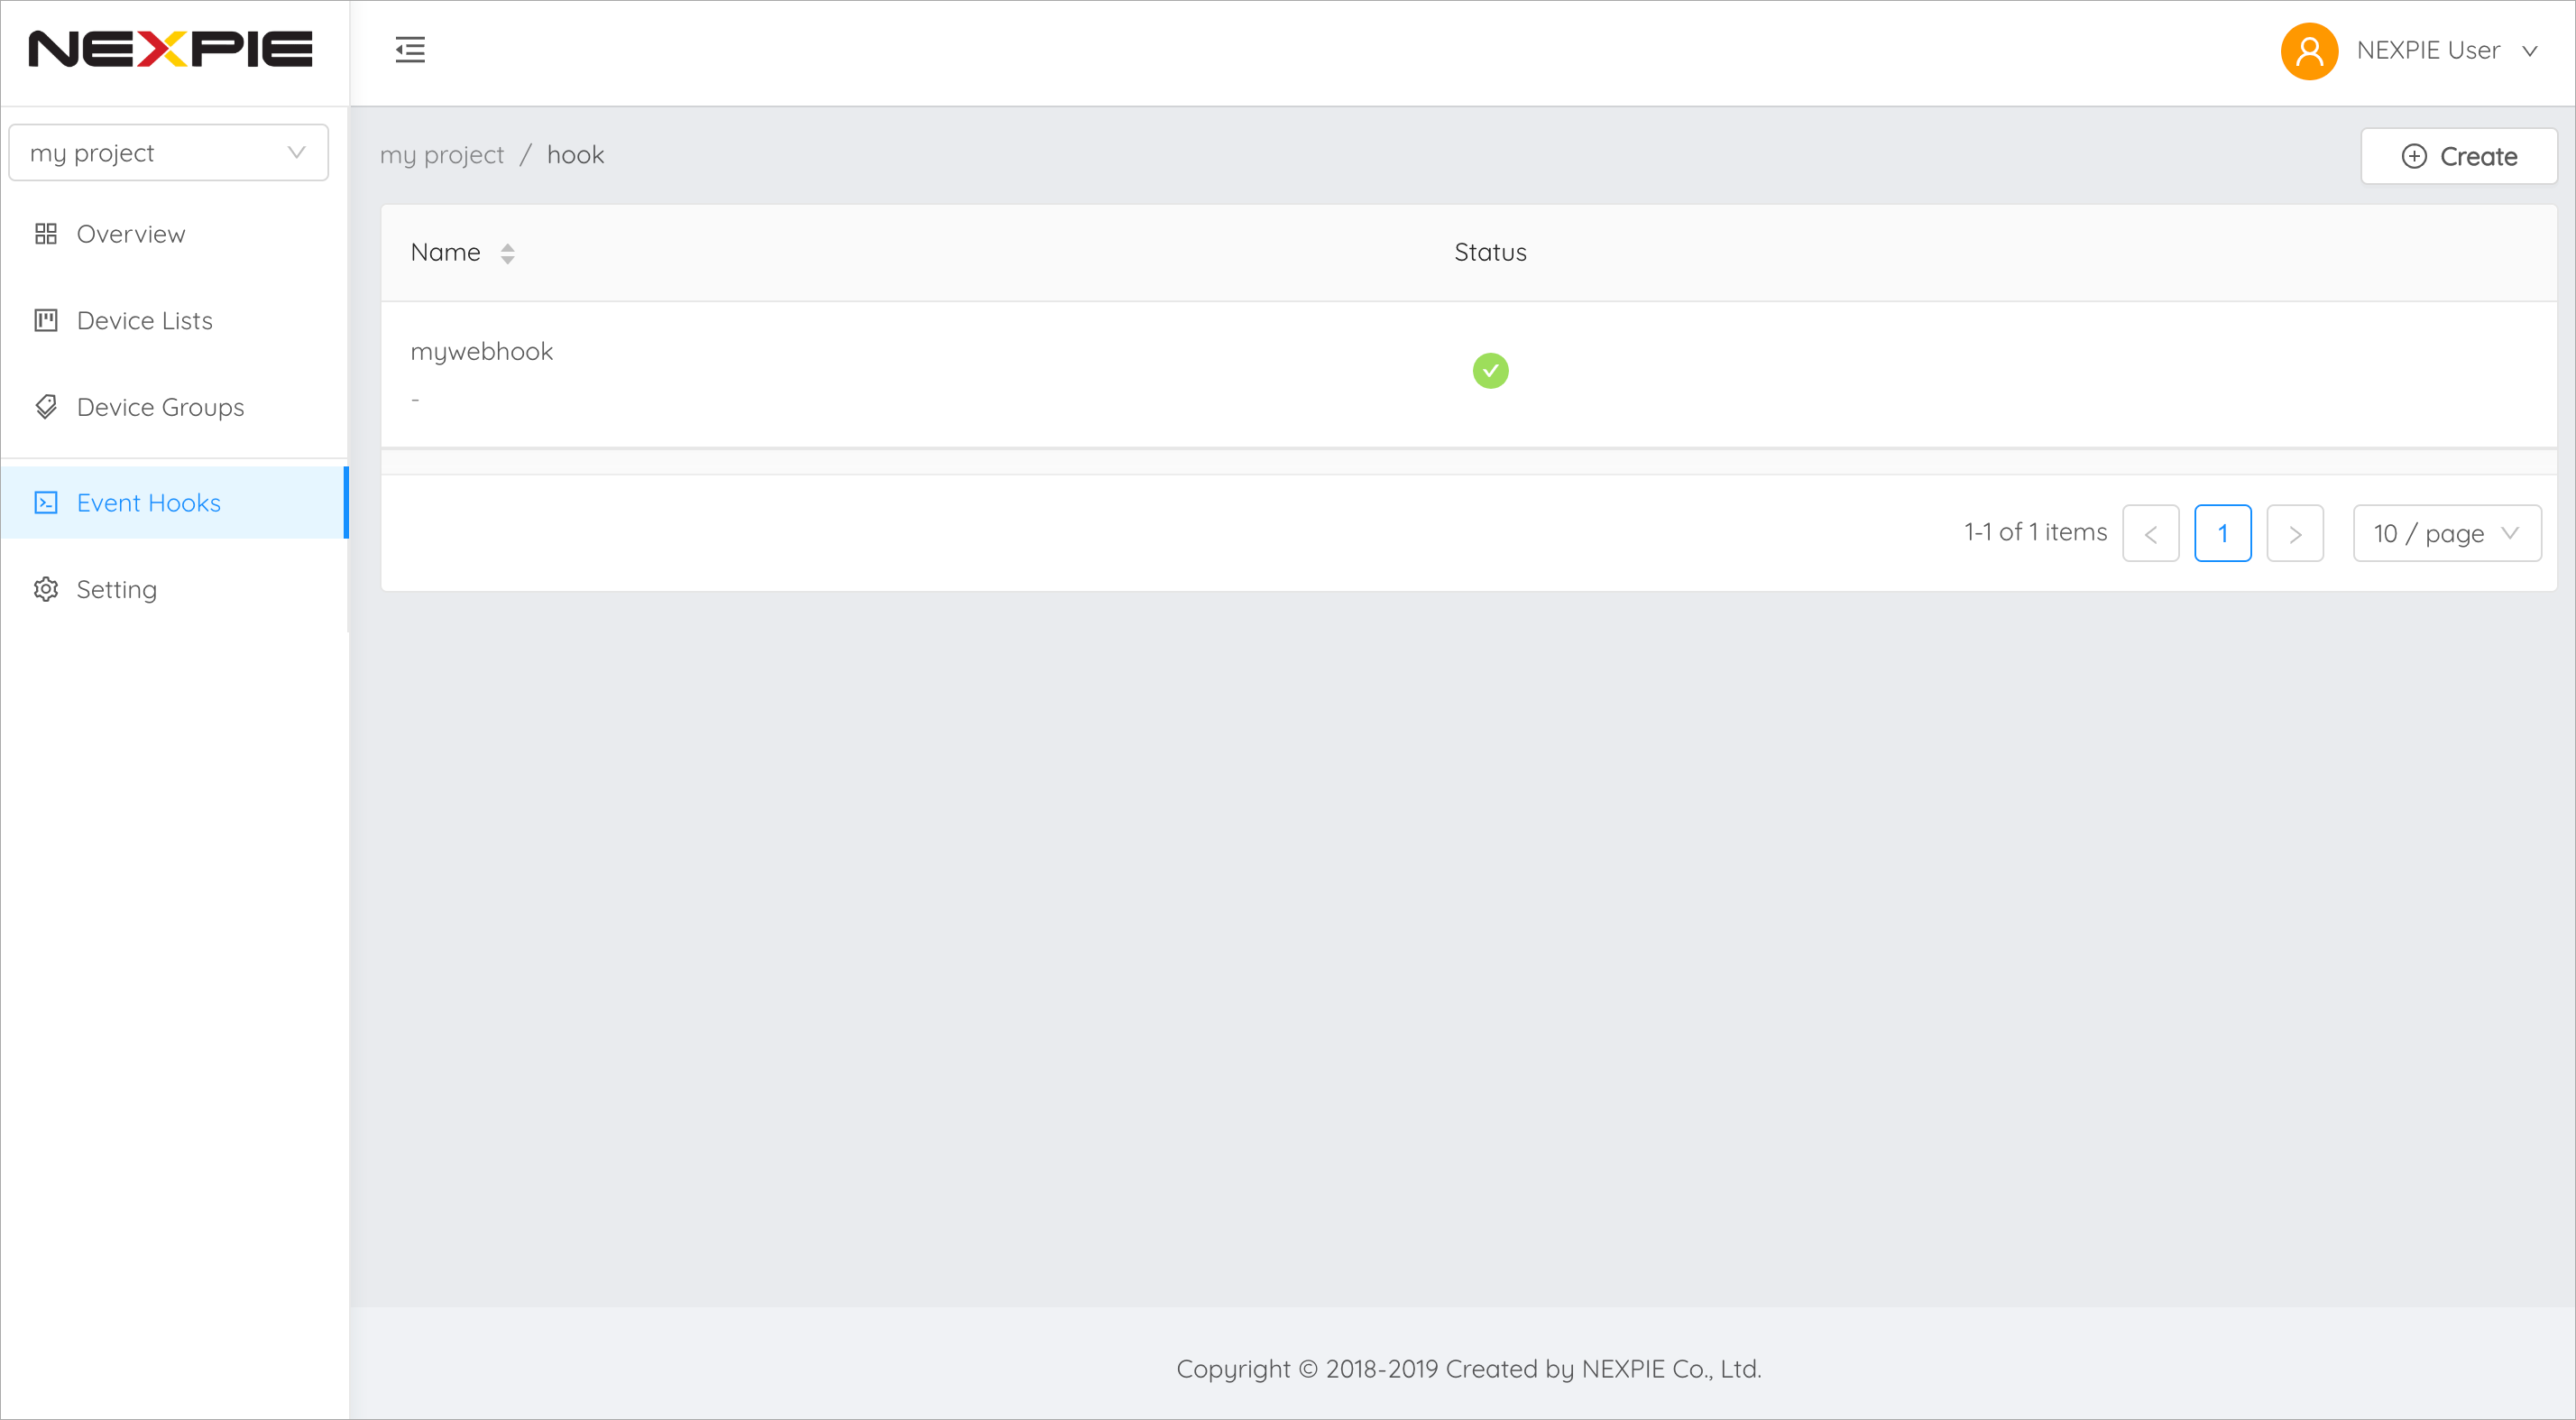 NEXPIE
NEXPIE User
my project
my project / hook
Create
Overview
Device Lists
Device Groups
Event Hooks
Setting
Name
Status
mywebhook
-
1-1 of 1 items
<
1
>
10 / page
Copyright © 2018-2019 Created by NEXPIE Co., Ltd.